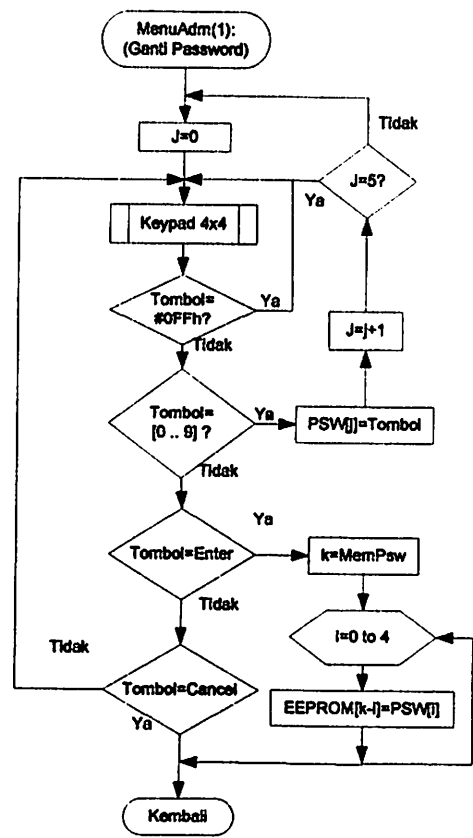 MenuAdm(1):
(Ganti Password)
Tidak
J=0
J=5?
Ya
Keypad 4x4
Tombol=
#0FFh?
Ya
Tidak
J=j+1
Tombol=
[0 .. 9] ?
Ya
PSW[j]=Tombol
Tidak
Ya
Tombol=Enter
k=MemPsw
Tidak
i=0 to 4
Tidak
Tombol=Cancel
EEPROM[k-i]=PSW[i]
Ya
Kembali